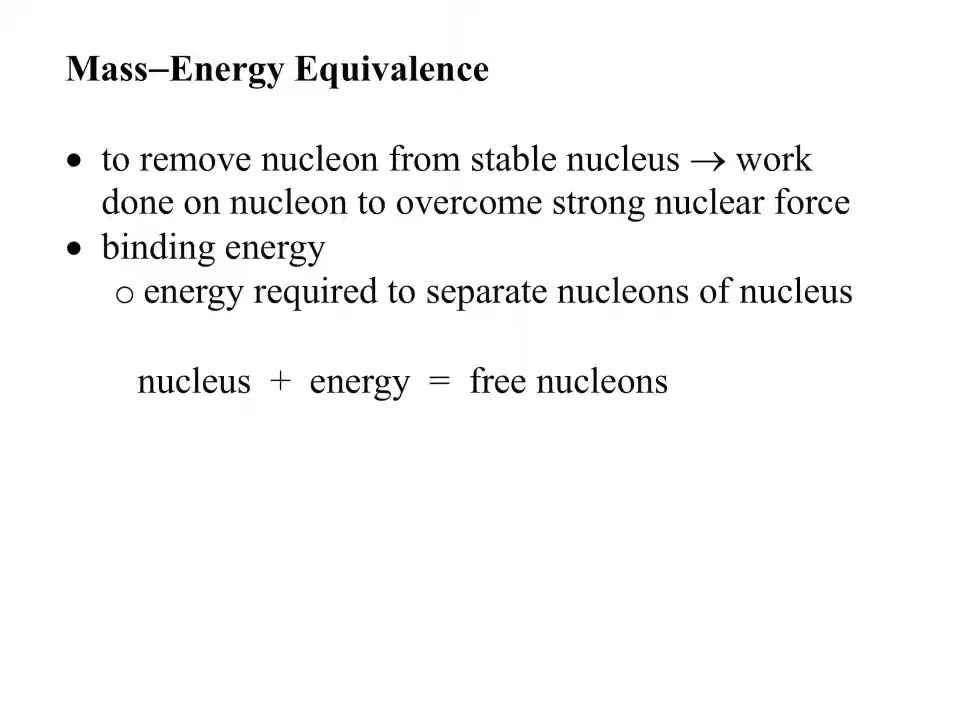 Mass–Energy Equivalence
• to remove nucleon from stable nucleus → work
done on nucleon to overcome strong nuclear force
• binding energy
o energy required to separate nucleons of nucleus
nucleus + energy = free nucleons